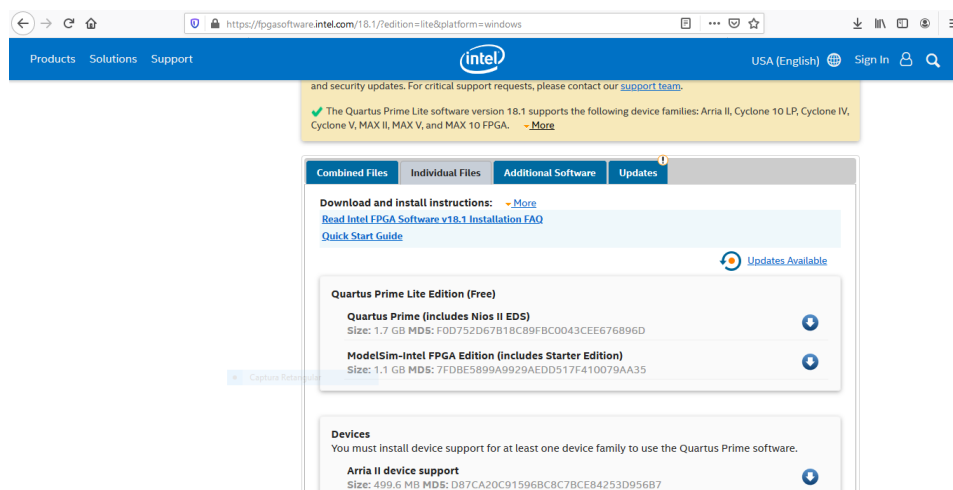 https://fpgasoftware.intel.com/18.1/?edition=lite&platform=windows
Products Solutions Support
intel
USA (English) Sign In
and security updates. For critical support requests, please contact our support team.
The Quartus Prime Lite software version 18.1 supports the following device families: Arria II, Cyclone 10 LP, Cyclone IV,
Cyclone V, MAX II, MAX V, and MAX 10 FPGA. More
Combined Files Individual Files Additional Software Updates !
Download and install instructions: More
Read Intel FPGA Software v18.1 Installation FAQ
Quick Start Guide
Updates Available
Quartus Prime Lite Edition (Free)
Quartus Prime (includes Nios II EDS)
Size: 1.7 GB MD5: F0D752D67B18C89FBC0043CEE676896D
ModelSim-Intel FPGA Edition (includes Starter Edition)
Size: 1.1 GB MD5: 7FDBE5899A9929AEDD517F410079AA35
Captura Retangular
Devices
You must install device support for at least one device family to use the Quartus Prime software.
Arria II device support
Size: 499.6 MB MD5: D87CA20C91596BC8C7BCE84253D956B7